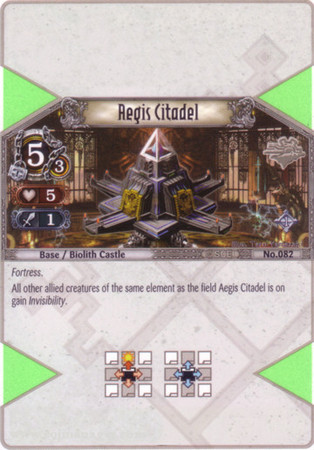 Aegis Citadel
5
3
5
1
Base / Biolith Castle
No.082
Fortress.
All other allied creatures of the same element as the field Aegis Citadel is on
gain Invisibility.